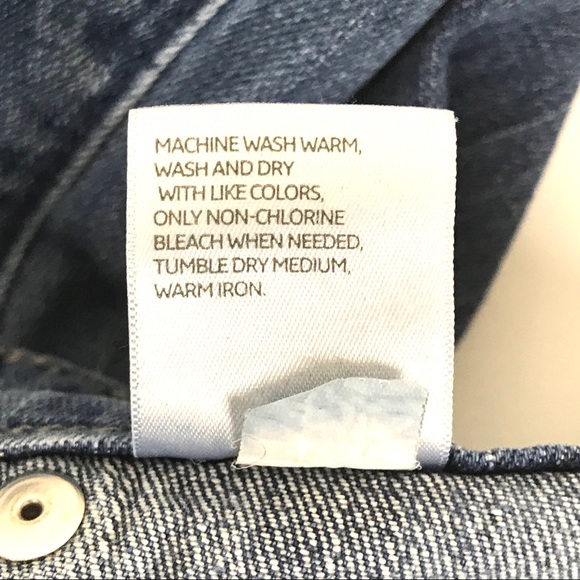 MACHINE WASH WARM,
WASH AND DRY
WITH LIKE COLORS,
ONLY NON-CHLORINE
BLEACH WHEN NEEDED,
TUMBLE DRY MEDIUM,
WARM IRON.